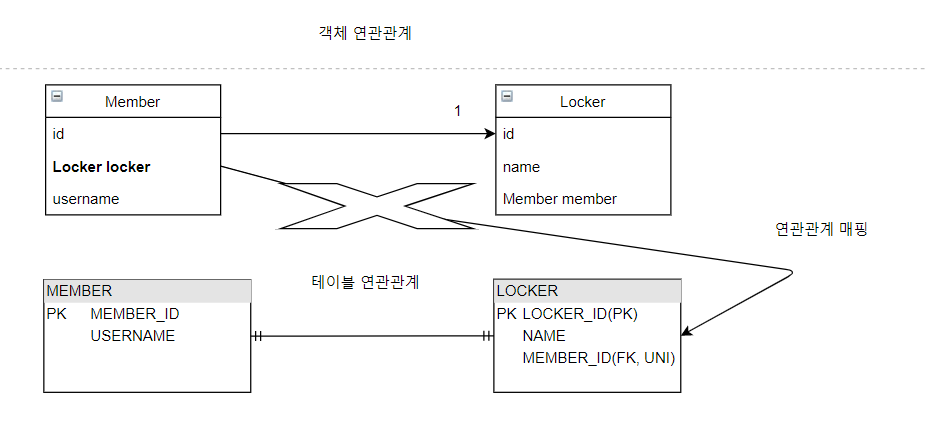 객체 연관관계
Member
id
Locker locker
username
1
Locker
id
name
Member member
연관관계 매핑
테이블 연관관계
MEMBER
PK MEMBER_ID
USERNAME
LOCKER
PK LOCKER_ID(PK)
NAME
MEMBER_ID(FK, UNI)